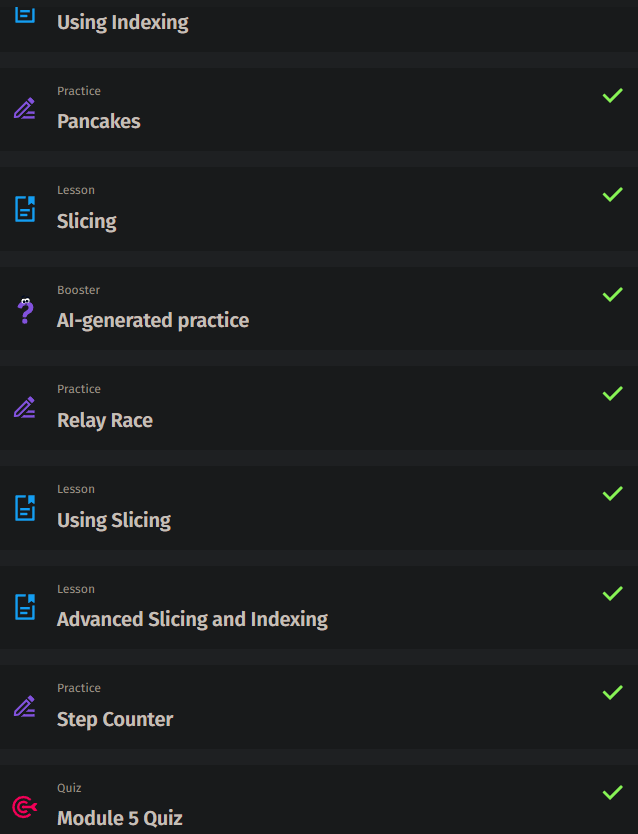 Using Indexing
Practice
Pancakes
Lesson
Slicing
Booster
AI-generated practice
Practice
Relay Race
Lesson
Using Slicing
Lesson
Advanced Slicing and Indexing
Practice
Step Counter
Quiz
Module 5 Quiz